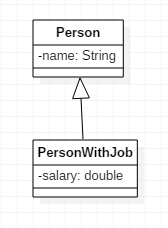 Person
-name: String
PersonWithJob
-salary: double